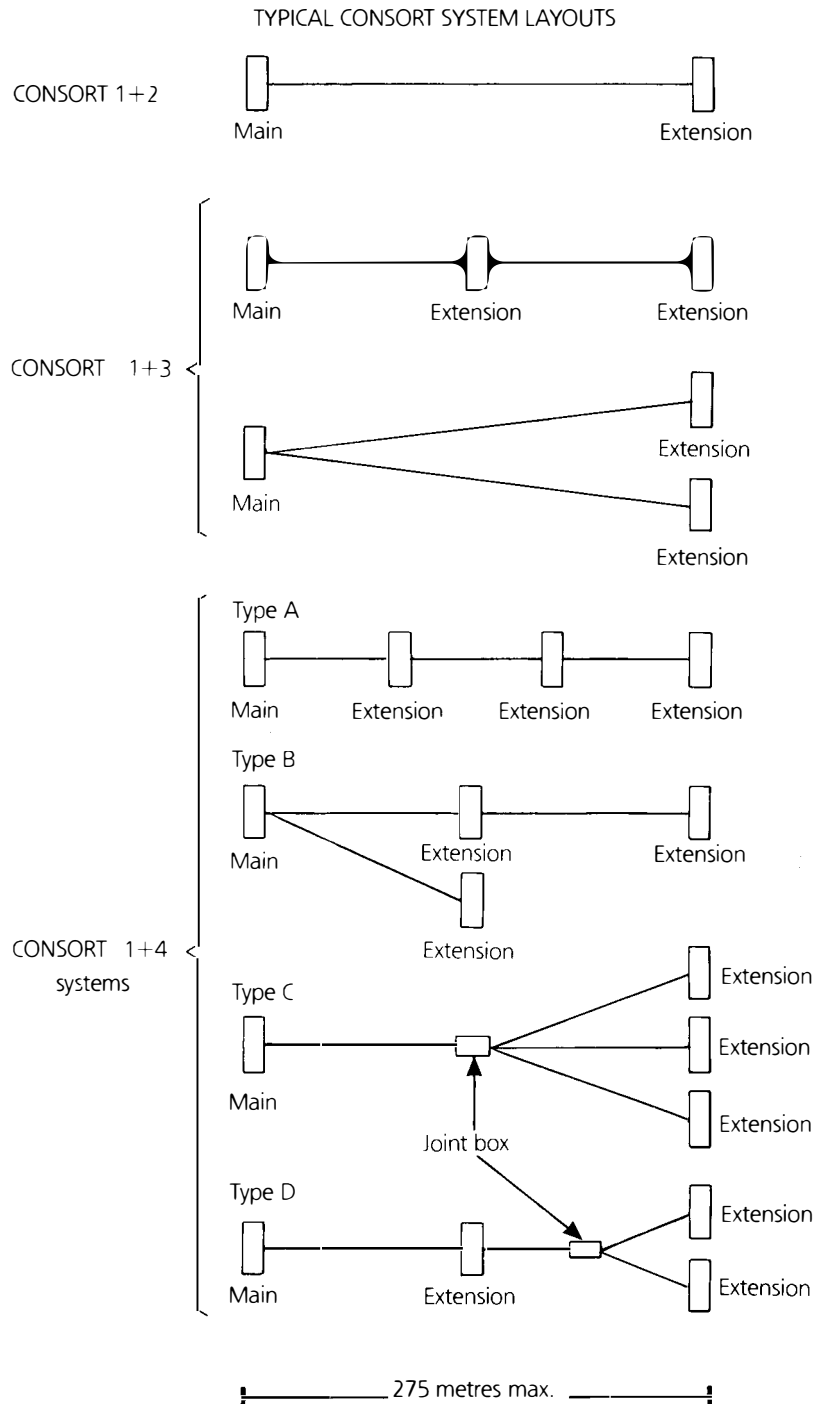 TYPICAL CONSORT SYSTEM LAYOUTS
CONSORT 1+2
Main
Extension
CONSORT 1+3
Main
Extension
Extension
Main
Extension
Extension
CONSORT 1+4
systems
Type A
Main
Extension
Extension
Extension
Type B
Main
Extension
Extension
Extension
Type C
Main
Extension
Extension
Extension
Joint box
Type D
Main
Extension
Extension
Extension
275 metres max.